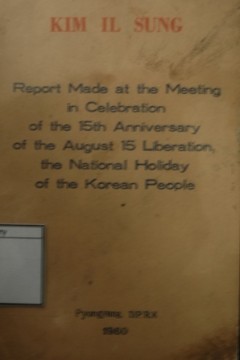 KIM IL SUNG
Report Made at the Meeting
in Celebration
of the 15th Anniversary
of the August 15 Liberation,
the National Holiday
of the Korean People
Pyongyang, DPRK
1960